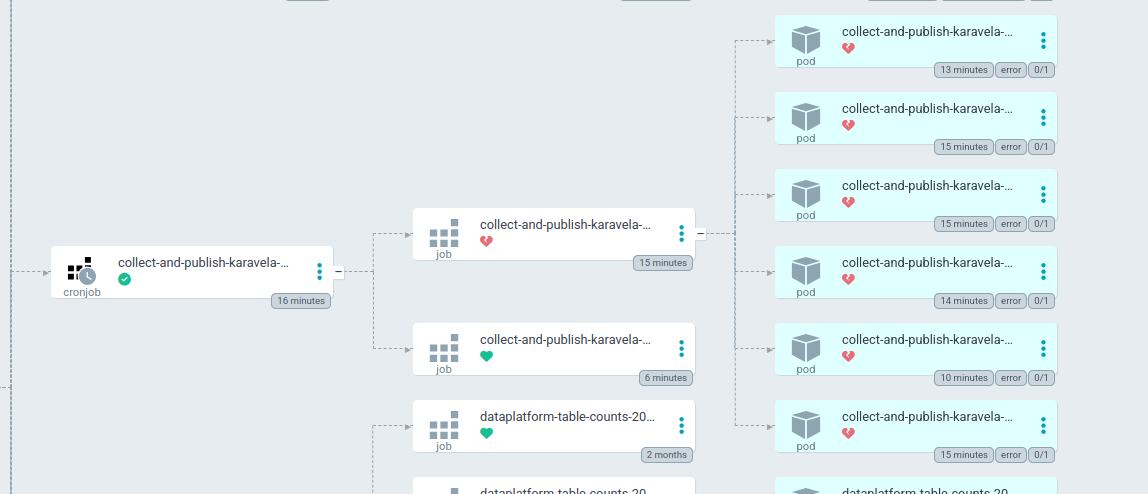 collect-and-publish-karavela-...
pod
13 minutes
error
0/1
collect-and-publish-karavela-...
pod
15 minutes
error
0/1
collect-and-publish-karavela-...
pod
15 minutes
error
0/1
collect-and-publish-karavela-...
job
15 minutes
collect-and-publish-karavela-...
cronjob
16 minutes
collect-and-publish-karavela-...
pod
14 minutes
error
0/1
collect-and-publish-karavela-...
job
6 minutes
collect-and-publish-karavela-...
pod
10 minutes
error
0/1
dataplatform-table-counts-20...
job
2 months
collect-and-publish-karavela-...
pod
15 minutes
error
0/1
dataplatform-table-counts-20...
dataplatform-table-counts-20...